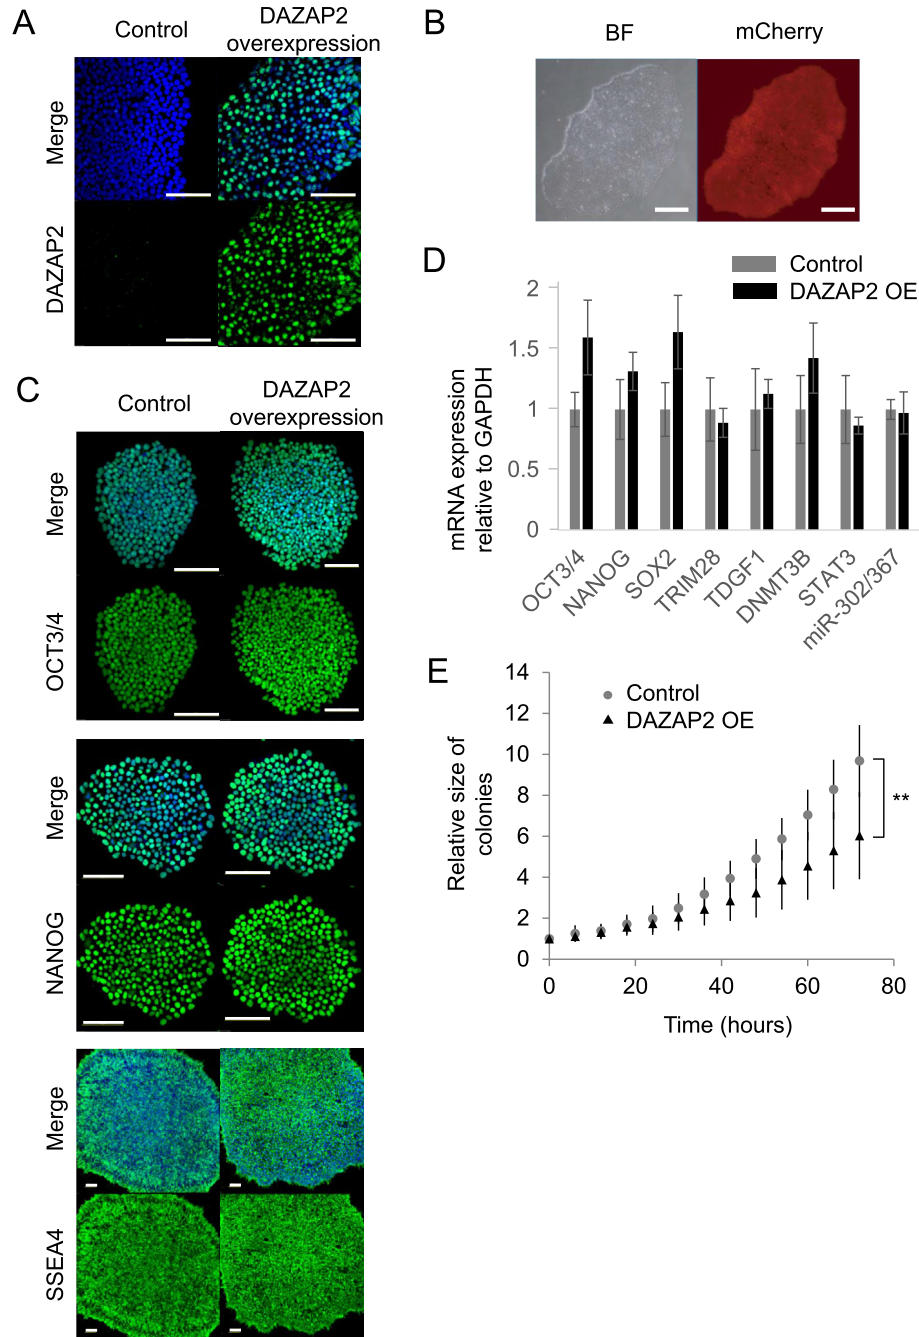 A
Control
DAZAP2
overexpression
Merge
DAZAP2
B
BF
mCherry
C
Control
DAZAP2
overexpression
Merge
OCT3/4
Merge
NANOG
Merge
SSEA4
D
Control
DAZAP2 OE
mRNA expression
relative to GAPDH
2
1.5
1
0.5
0
OCT3/4
NANOG
SOX2
TRIM28
TDGF1
DNMT3B
STAT3
miR-302/367
E
Control
DAZAP2 OE
Relative size of
colonies
14
12
10
8
6
4
2
0
**
0
20
40
60
80
Time (hours)